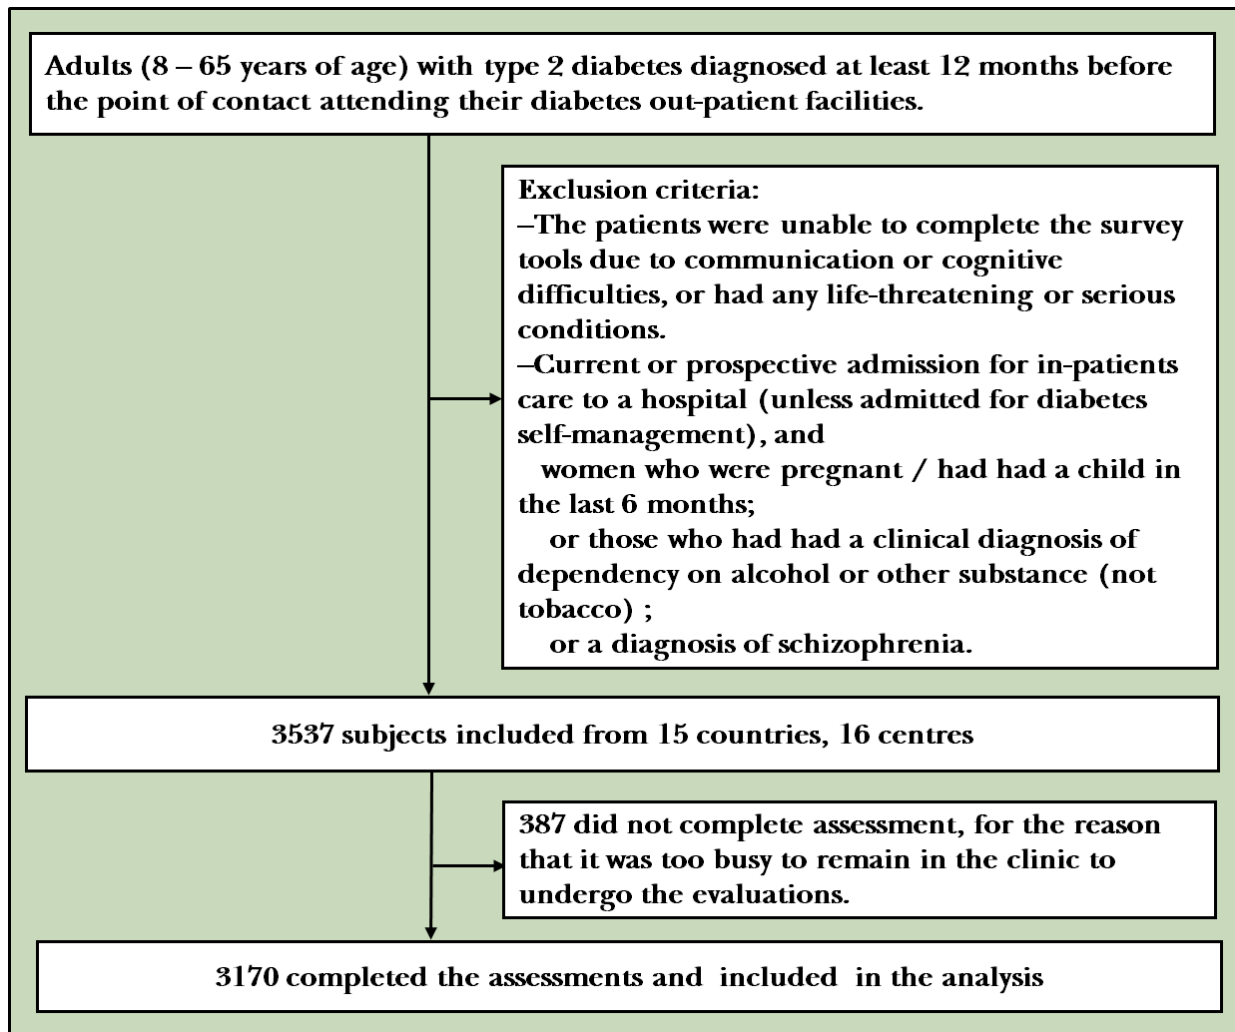 Adults (8 – 65 years of age) with type 2 diabetes diagnosed at least 12 months before
the point of contact attending their diabetes out-patient facilities.
Exclusion criteria:
–The patients were unable to complete the survey
tools due to communication or cognitive
difficulties, or had any life-threatening or serious
conditions.
–Current or prospective admission for in-patients
care to a hospital (unless admitted for diabetes
self-management), and
women who were pregnant / had had a child in
the last 6 months;
or those who had had a clinical diagnosis of
dependency on alcohol or other substance (not
tobacco) ;
or a diagnosis of schizophrenia.
3537 subjects included from 15 countries, 16 centres
387 did not complete assessment, for the reason
that it was too busy to remain in the clinic to
undergo the evaluations.
3170 completed the assessments and included in the analysis